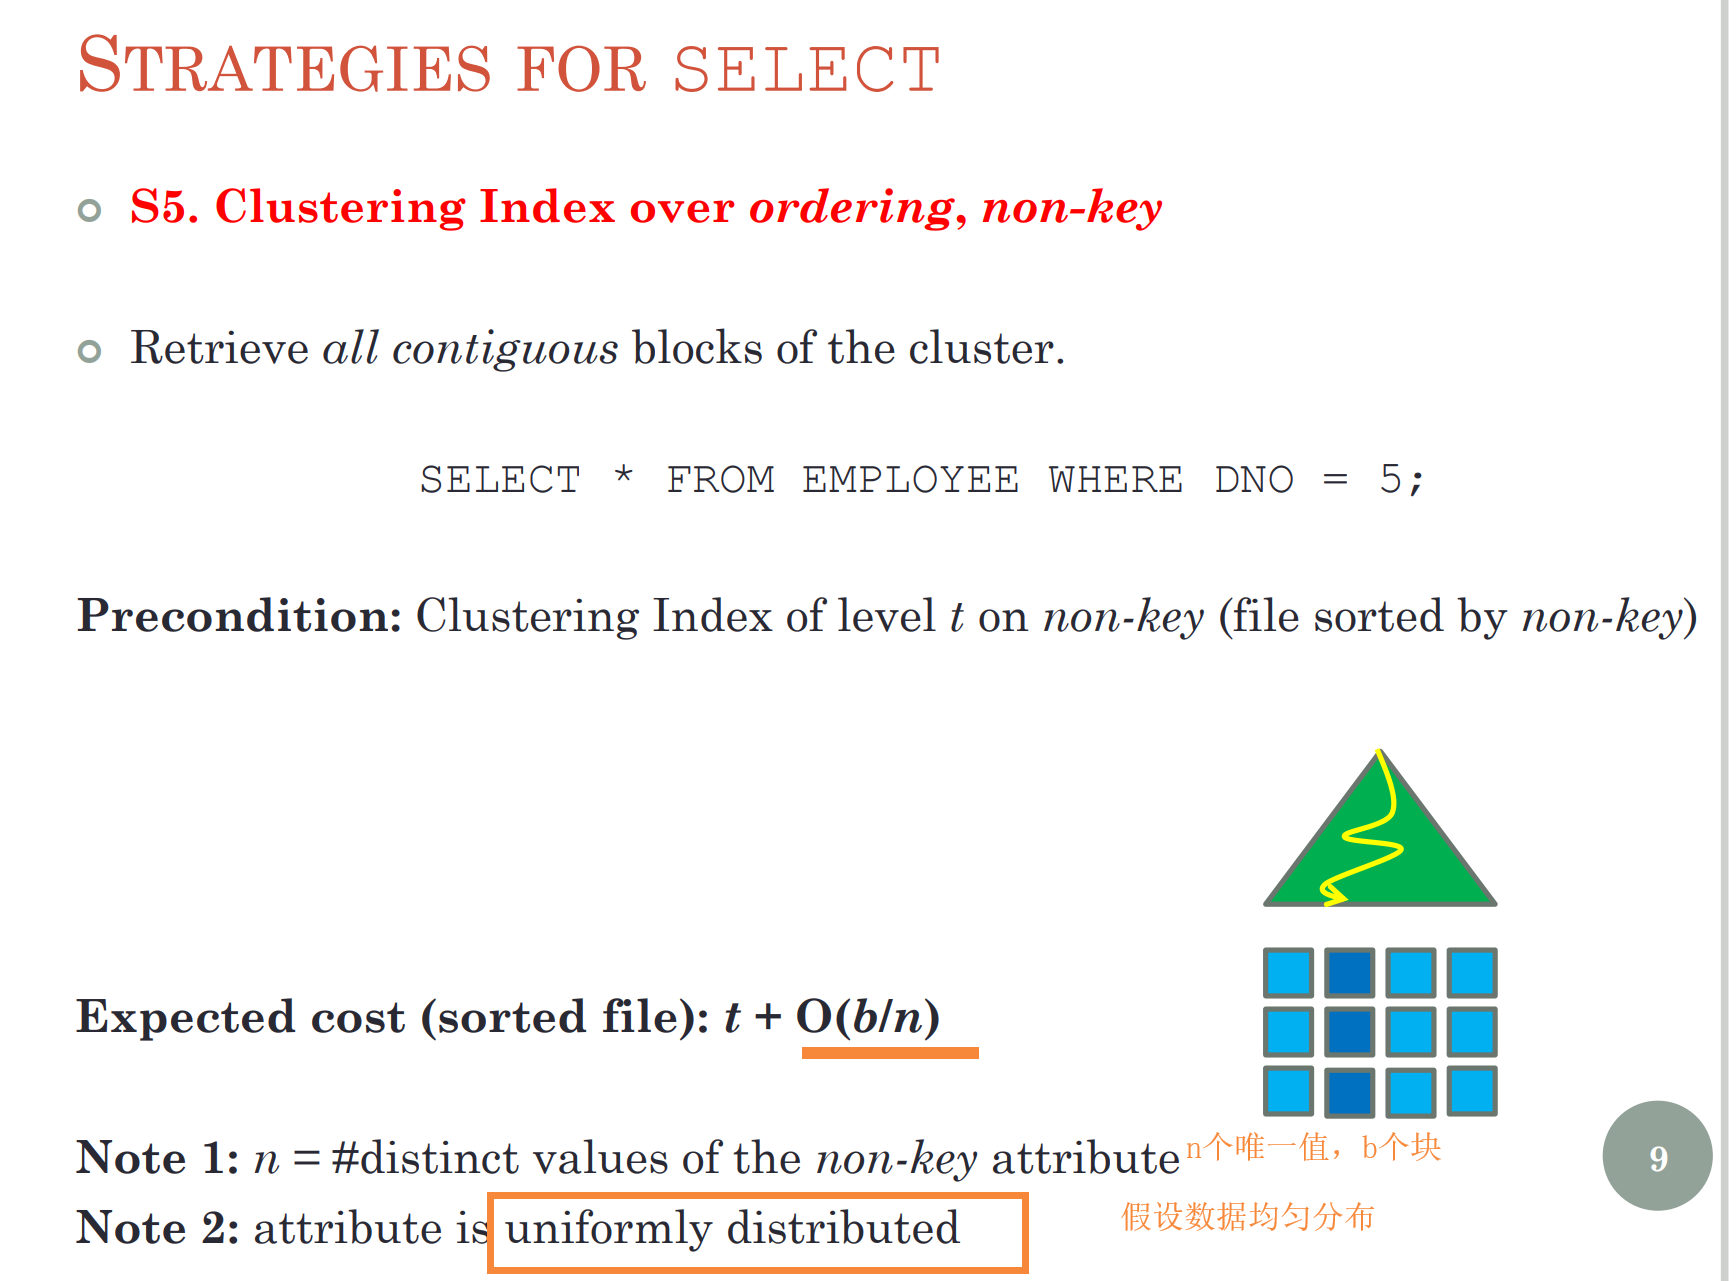 STRATEGIES FOR SELECT
S5. Clustering Index over ordering, non-key
Retrieve all contiguous blocks of the cluster.
SELECT * FROM EMPLOYEE WHERE DNO = 5;
Precondition: Clustering Index of level t on non-key (file sorted by non-key)
Expected cost (sorted file): t + O(b/n)
Note 1: n = #distinct values of the non-key attribute n个唯一值，b个块
9
Note 2: attribute is uniformly distributed 假设数据均匀分布